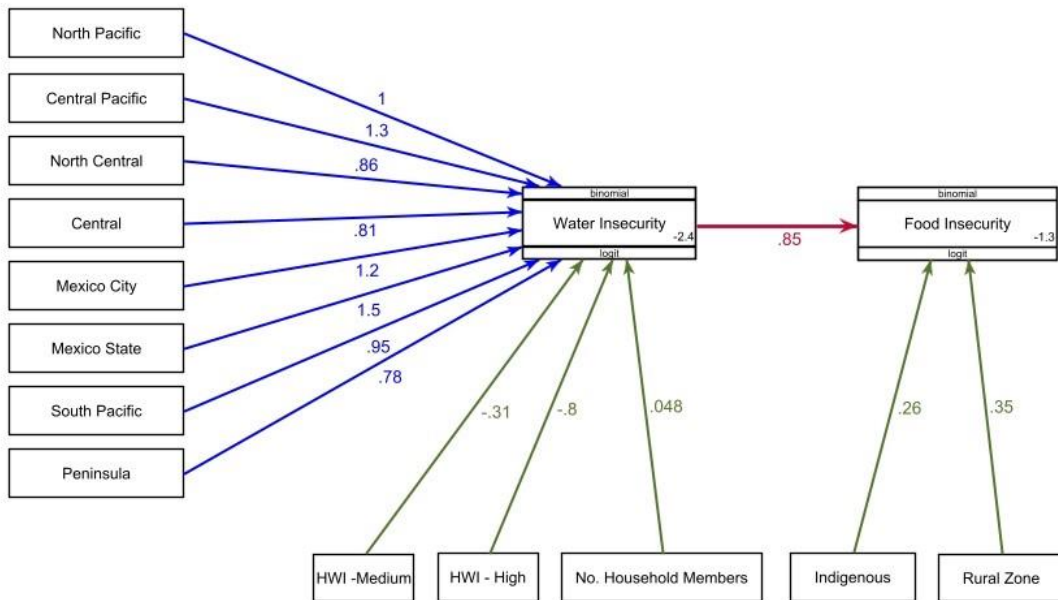 North Pacific
Central Pacific
North Central
Central
Mexico City
Mexico State
South Pacific
Peninsula
1
1.3
.86
.81
1.2
1.5
.95
.78
binomial
Water Insecurity
-2.4
logit
.85
binomial
Food Insecurity
-1.3
logit
-.31
-.8
.048
.26
.35
HWI -Medium
HWI - High
No. Household Members
Indigenous
Rural Zone